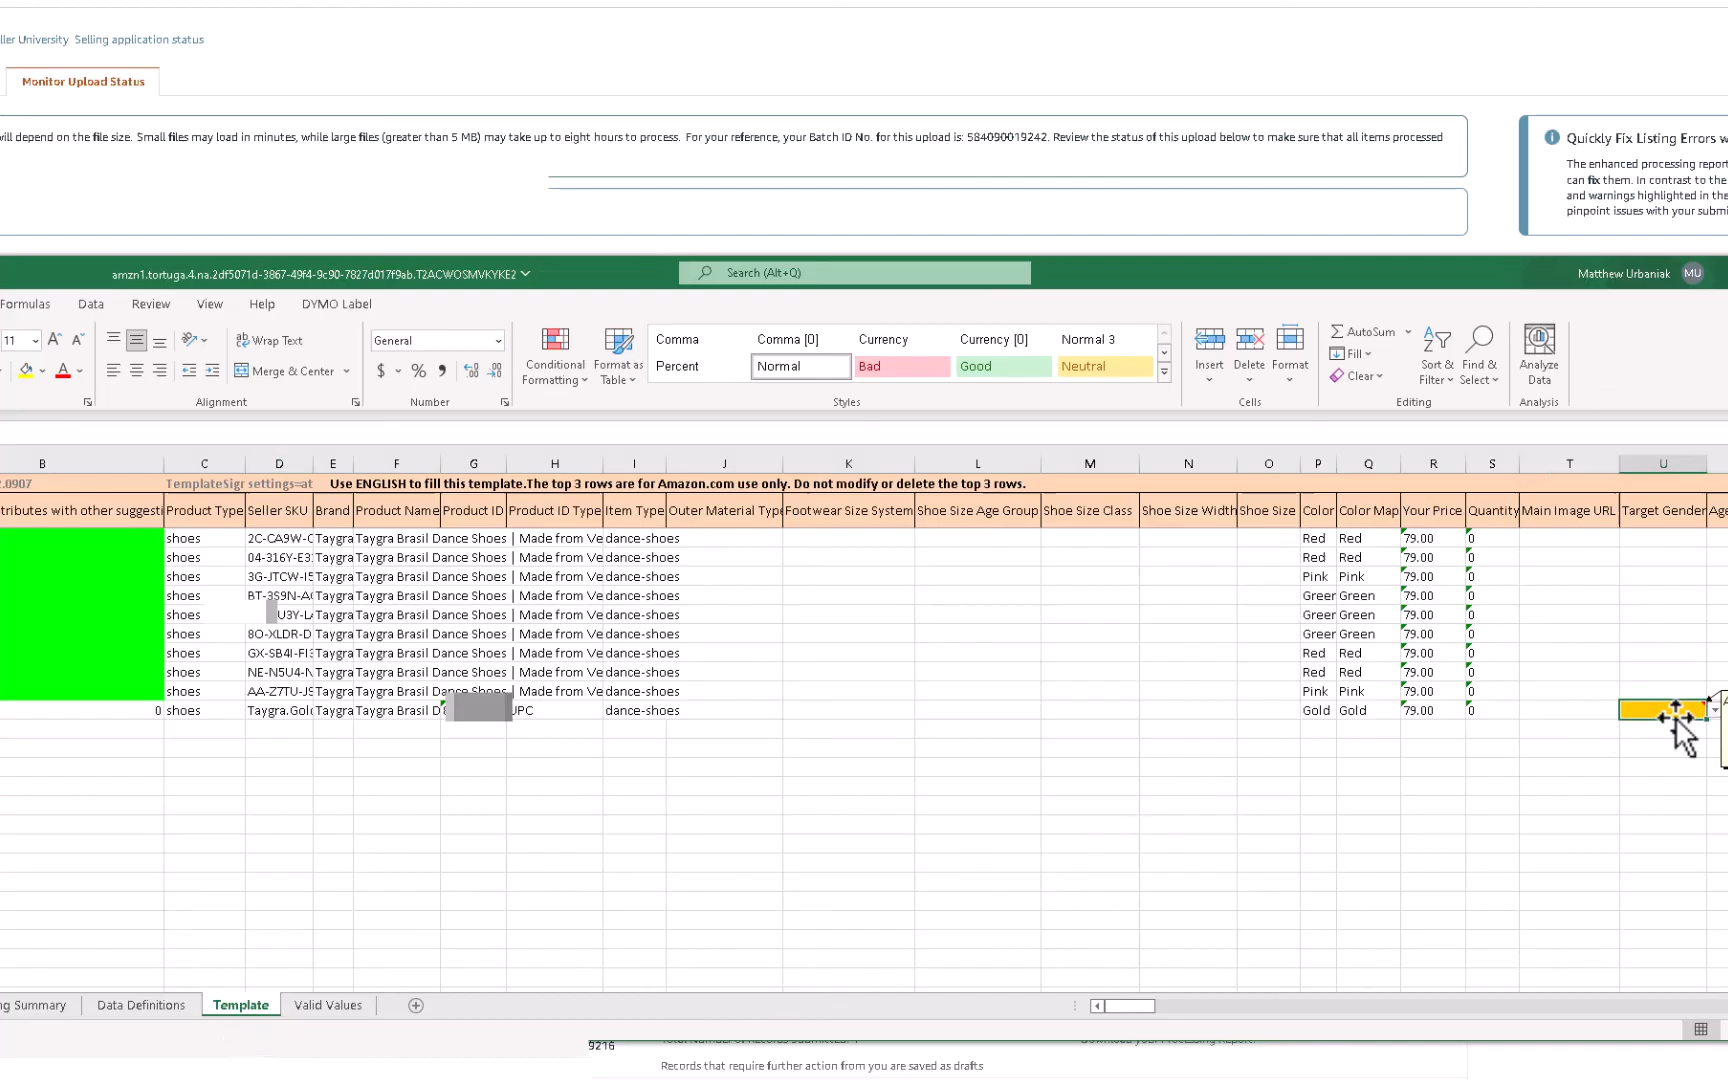 ller University Selling application status
Monitor Upload Status
will depend on the file size. Small files may load in minutes, while large files (greater than 5 MB) may take up to eight hours to process. For your reference, your Batch ID No. for this upload is: 584090019242. Review the status of this upload below to make sure that all items processed
Quickly Fix Listing Errors w
The enhanced processing report
can fix them. In contrast to the
and warnings highlighted in the
pinpoint issues with your submi
amzn1.tortuga.4.na.2df5071d-3867-49f4-9c90-7827d017f9ab.T2ACWOSMVKYKE2
Search (Alt+Q)
Matthew Urbaniak MU
Formulas Data Review View Help DYMO Label
11 A A Wrap Text General Comma Comma [0] Currency Currency [0] Normal 3 AutoSum
Merge & Center $ % Percent Normal Bad Good Neutral Fill
Conditional Formatting Format as Table Insert Delete Format Clear Sort & Filter Find & Select Analyze Data
Alignment Number Styles Cells Editing Analysis
B C D E F G H I J K L M N O P Q R S T U
.0907 TemplateSigr settings=at Use ENGLISH to fill this template.The top 3 rows are for Amazon.com use only. Do not modify or delete the top 3 rows.
tributes with other suggesti Product Type Seller SKU Brand Product Name Product ID Product ID Type Item Type Outer Material Type Footwear Size System Shoe Size Age Group Shoe Size Class Shoe Size Width Shoe Size Color Color Map Your Price Quantity Main Image URL Target Gender Age
shoes 2C-CA9W-C Taygra Taygra Brasil Dance Shoes | Made from Ve dance-shoes Red Red 79.00 0
shoes 04-316Y-E3 Taygra Taygra Brasil Dance Shoes | Made from Ve dance-shoes Red Red 79.00 0
shoes 3G-JTCW-I5 Taygra Taygra Brasil Dance Shoes | Made from Ve dance-shoes Pink Pink 79.00 0
shoes BT-3S9N-AC Taygra Taygra Brasil Dance Shoes | Made from Ve dance-shoes Greer Green 79.00 0
shoes U3Y-LA Taygra Taygra Brasil Dance Shoes | Made from Ve dance-shoes Greer Green 79.00 0
shoes 8O-XLDR-D Taygra Taygra Brasil Dance Shoes | Made from Ve dance-shoes Greer Green 79.00 0
shoes GX-SB4I-FI3 Taygra Taygra Brasil Dance Shoes | Made from Ve dance-shoes Red Red 79.00 0
shoes NE-N5U4-N Taygra Taygra Brasil Dance Shoes | Made from Ve dance-shoes Red Red 79.00 0
shoes AA-Z7TU-JS Taygra Taygra Brasil Dance Shoes | Made from Ve dance-shoes Pink Pink 79.00 0
0 shoes Taygra.Gold Taygra Taygra Brasil D UPC dance-shoes Gold Gold 79.00 0
ng Summary Data Definitions Template Valid Values
9216
Records that require further action from you are saved as drafts